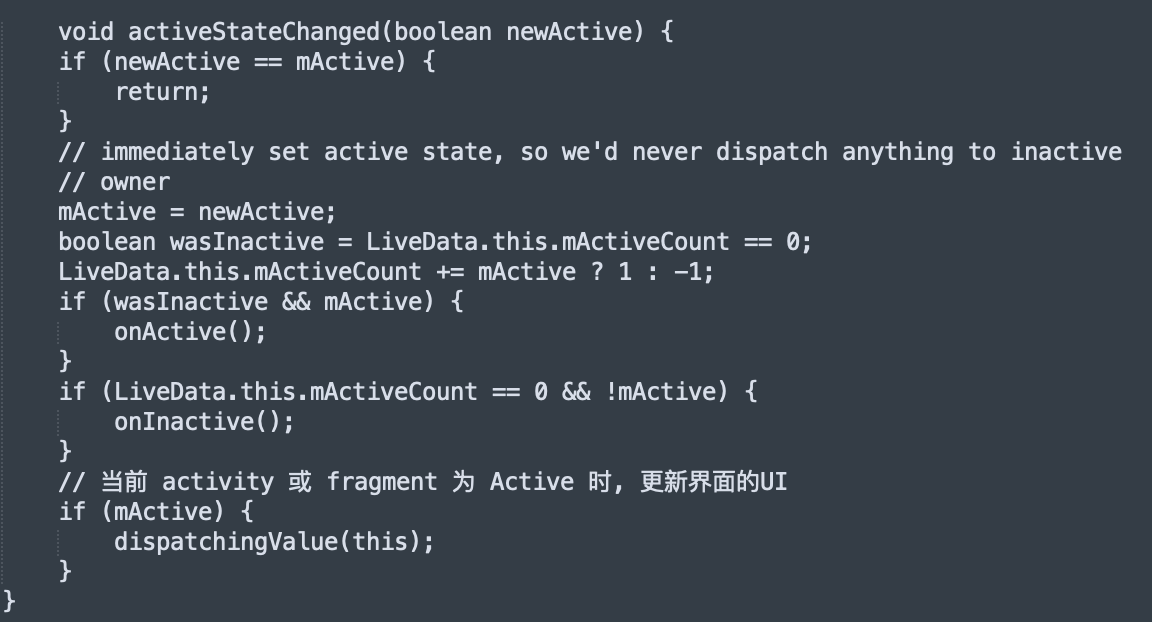 void activeStateChanged(boolean newActive) {
if (newActive == mActive) {
return;
}
// immediately set active state, so we'd never dispatch anything to inactive
// owner
mActive = newActive;
boolean wasInactive = LiveData.this.mActiveCount == 0;
LiveData.this.mActiveCount += mActive ? 1 : -1;
if (wasInactive && mActive) {
onActive();
}
if (LiveData.this.mActiveCount == 0 && !mActive) {
onInactive();
}
// 当前 activity 或 fragment 为 Active 时, 更新界面的UI
if (mActive) {
dispatchingValue(this);
}
}